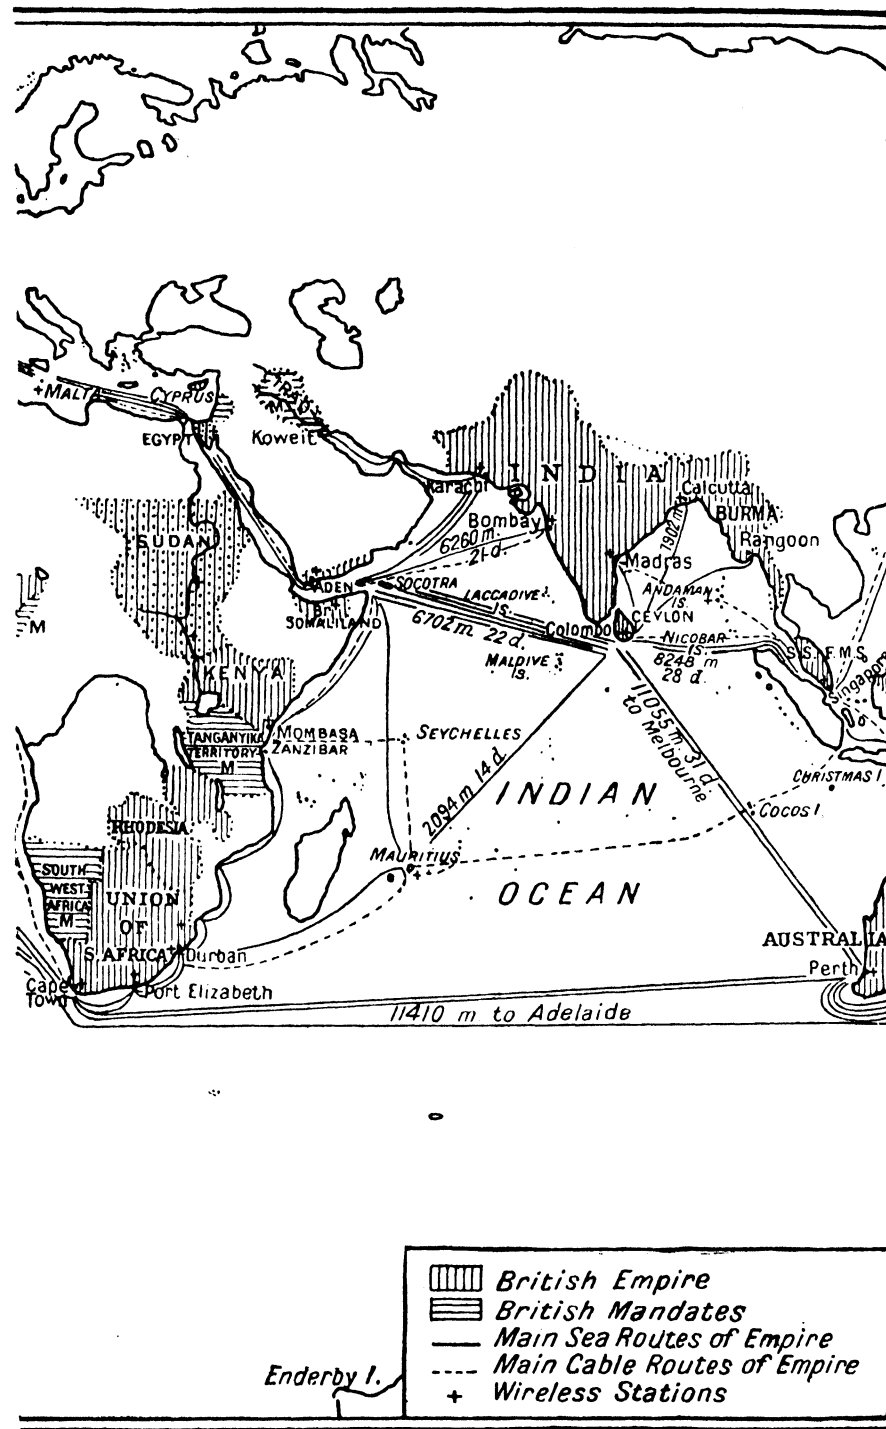 MALTA
CYPRUS
EGYPT
IRAQ
M
Koweit
Karachi
INDIA
Calcutta
BURMA
Rangoon
Bombay
6260 m.
21 d.
7902 m
Madras
SUDAN
ADEN
SOCOTRA
Brit
SOMALILAND
LACCADIVE
IS.
ANDAMAN
IS.
CEYLON
Colombo
6702 m. 22 d.
NICOBAR
IS
8248 m
28 d.
MALDIVE
IS.
S.S.
F.M.S.
Singapore
M
KENYA
MOMBASA
ZANZIBAR
TANGANYIKA
TERRITORY
M
SEYCHELLES
11055 m. 31 d.
to Melbourne
2094 m 14 d.
INDIAN
OCEAN
CHRISTMAS I
COCOS I.
MAURITIUS
RHODESIA
SOUTH
WEST
AFRICA
M
UNION
OF
S. AFRICA
Durban
Cape
Town
Port Elizabeth
AUSTRALIA
Perth
11410 m to Adelaide
British Empire
British Mandates
Main Sea Routes of Empire
Main Cable Routes of Empire
Wireless Stations
Enderby I.